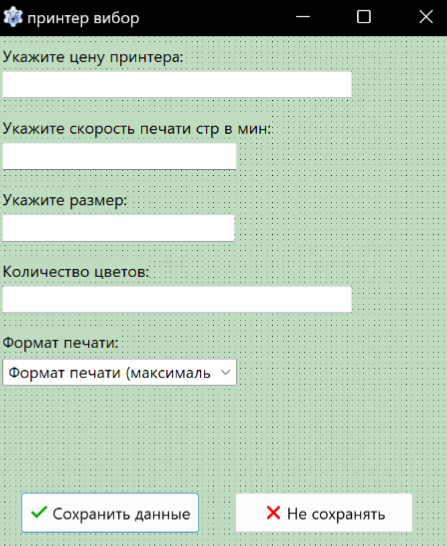 принтер вибор
Укажите цену принтера:
Укажите скорость печати стр в мин:
Укажите размер:
Количество цветов:
Формат печати:
Формат печати (максималь
Сохранить данные
Не сохранять